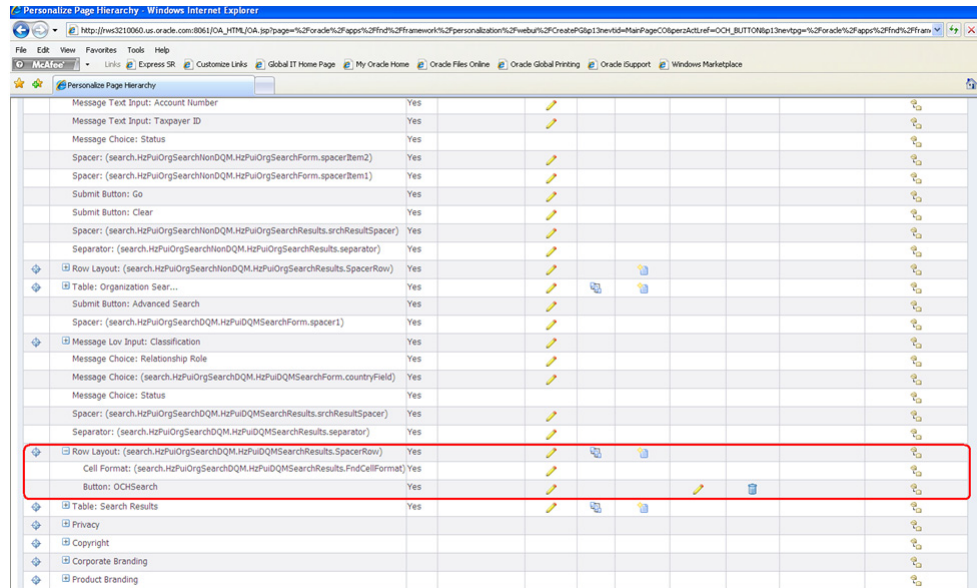 Personalize Page Hierarchy - Windows Internet Explorer
http://rws3210060.us.oracle.com:8061/OA_HTML/OA.jsp?page=%2Foracle%2Fapps%2Ffnd%2Fframework%2Fpersonalization%2Fwebui%2FCreatePG&p13nevtid=MainPageCO&perzActLref=OCH_BUTTON&p13nevtpg=%2Foracle%2Fapps%2Ffnd%2Ffram
File Edit View Favorites Tools Help
McAfee Links Express SR Customize Links Global IT Home Page My Oracle Home Oracle Files Online Oracle Global Printing Oracle iSupport Windows Marketplace
Personalize Page Hierarchy
Message Text Input: Account Number Yes
Message Text Input: Taxpayer ID Yes
Message Choice: Status Yes
Spacer: (search.HzPuiOrgSearchNonDQM.HzPuiOrgSearchForm.spacerItem2) Yes
Spacer: (search.HzPuiOrgSearchNonDQM.HzPuiOrgSearchForm.spacerItem1) Yes
Submit Button: Go Yes
Submit Button: Clear Yes
Spacer: (search.HzPuiOrgSearchNonDQM.HzPuiOrgSearchResults.srchResultSpacer) Yes
Separator: (search.HzPuiOrgSearchNonDQM.HzPuiOrgSearchResults.separator) Yes
Row Layout: (search.HzPuiOrgSearchNonDQM.HzPuiOrgSearchResults.SpacerRow) Yes
Table: Organization Sear... Yes
Submit Button: Advanced Search Yes
Spacer: (search.HzPuiOrgSearchDQM.HzPuiDQMSearchForm.spacer1) Yes
Message Lov Input: Classification Yes
Message Choice: Relationship Role Yes
Message Choice: (search.HzPuiOrgSearchDQM.HzPuiDQMSearchForm.countryField) Yes
Message Choice: Status Yes
Spacer: (search.HzPuiOrgSearchDQM.HzPuiDQMSearchResults.srchResultSpacer) Yes
Separator: (search.HzPuiOrgSearchDQM.HzPuiDQMSearchResults.separator) Yes
Row Layout: (search.HzPuiOrgSearchDQM.HzPuiDQMSearchResults.SpacerRow) Yes
Cell Format: (search.HzPuiOrgSearchDQM.HzPuiDQMSearchResults.FndCellFormat) Yes
Button: OCHSearch Yes
Table: Search Results Yes
Privacy
Copyright
Corporate Branding
Product Branding